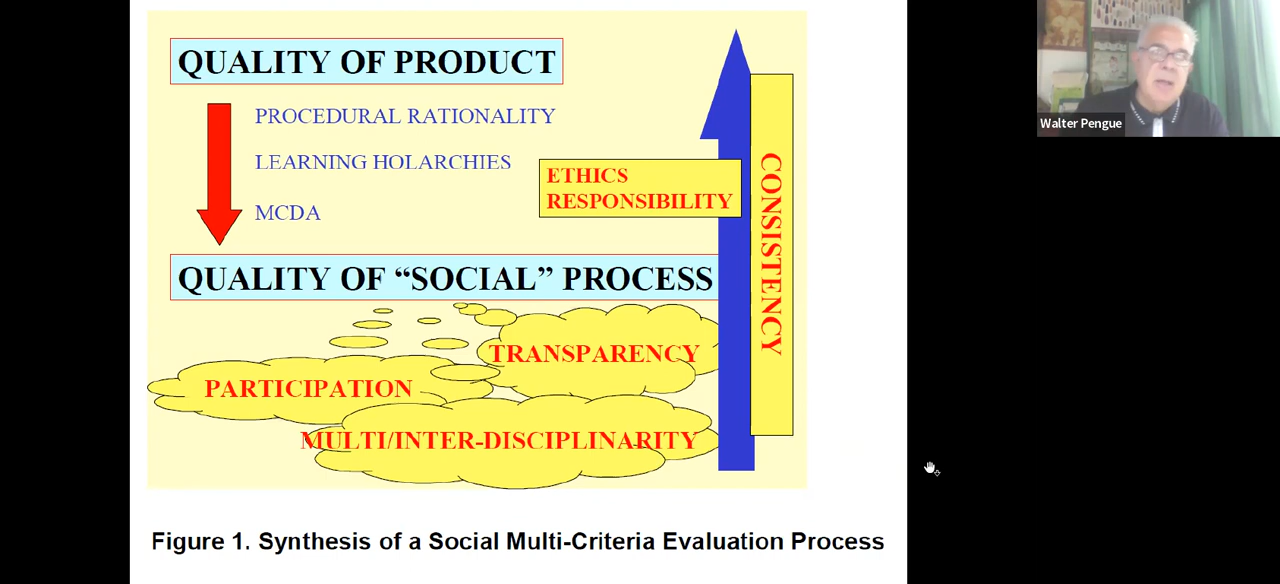 QUALITY OF PRODUCT
PROCEDURAL RATIONALITY
LEARNING HOLARCHIES
MCDA
ETHICS
RESPONSIBILITY
CONSISTENCY
QUALITY OF “SOCIAL” PROCESS
TRANSPARENCY
PARTICIPATION
MULTI/INTER-DISCIPLINARITY
Figure 1. Synthesis of a Social Multi-Criteria Evaluation Process
Walter Pengue